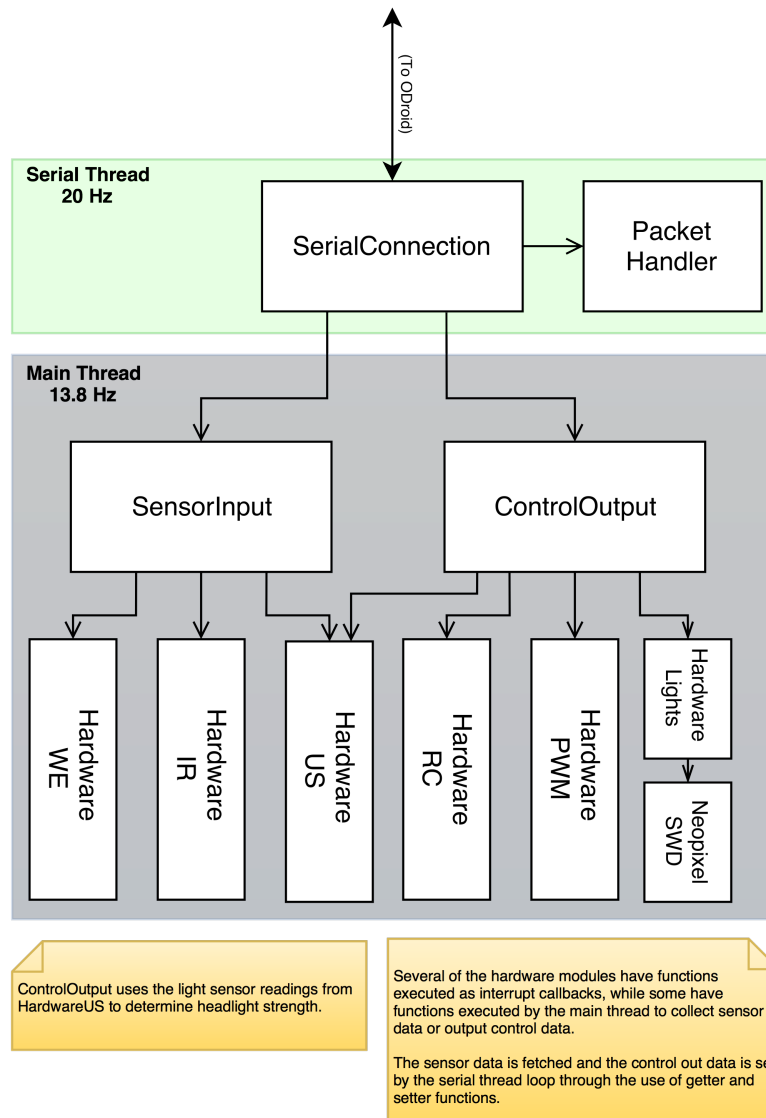 (To ODroid)
Serial Thread
20 Hz
SerialConnection
Packet
Handler
Main Thread
13.8 Hz
SensorInput
ControlOutput
Hardware
WE
Hardware
IR
Hardware
US
Hardware
RC
Hardware
PWM
Hardware
Lights
Neopixel
SWD
ControlOutput uses the light sensor readings from
HardwareUS to determine headlight strength.
Several of the hardware modules have functions
executed as interrupt callbacks, while some have
functions executed by the main thread to collect sensor
data or output control data.
The sensor data is fetched and the control out data is
by the serial thread loop through the use of getter and
setter functions.